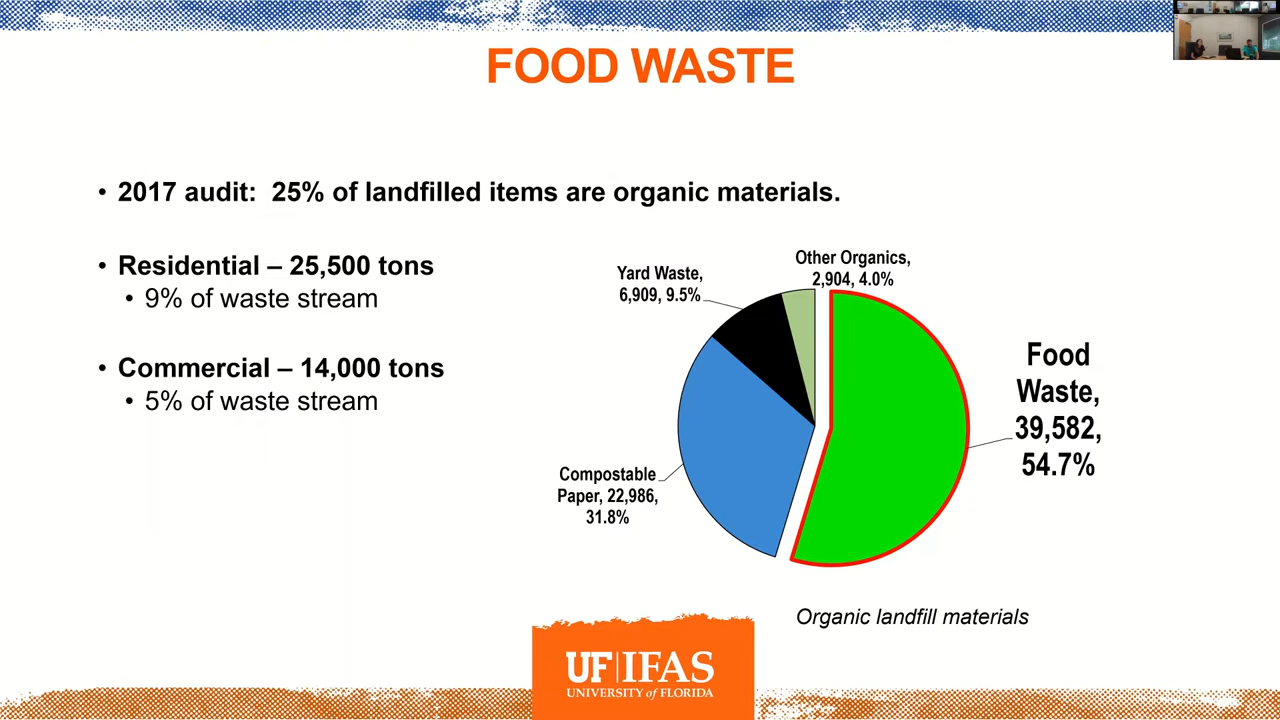 FOOD WASTE
• 2017 audit:  25% of landfilled items are organic materials.
• Residential – 25,500 tons
• 9% of waste stream
• Commercial – 14,000 tons
• 5% of waste stream
Yard Waste,
6,909, 9.5%
Other Organics,
2,904, 4.0%
Food
Waste,
39,582,
54.7%
Compostable
Paper, 22,986,
31.8%
Organic landfill materials
UF|IFAS
UNIVERSITY of FLORIDA